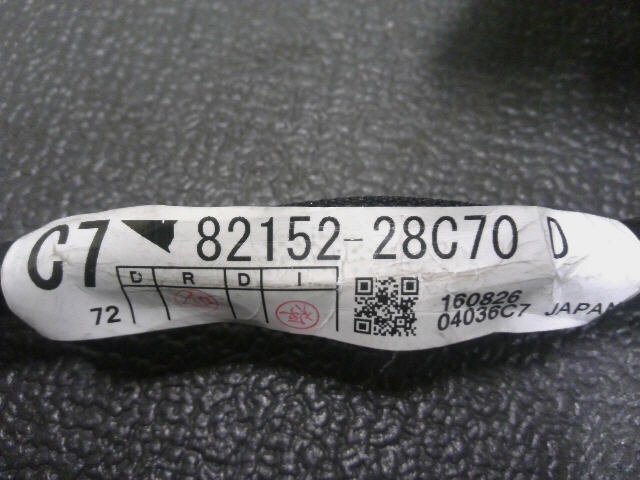 C7 82152-28C70 D
D R D I
72
160826
04036C7 JAPAN